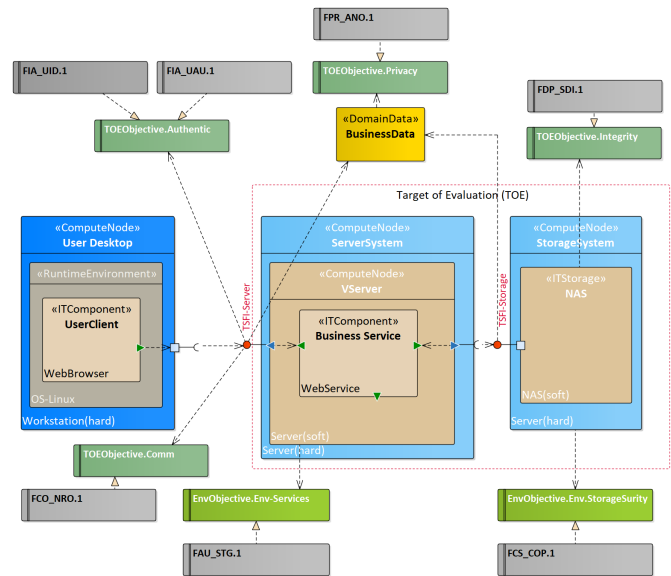 FPR_ANO.1
FIA_UID.1
FIA_UAU.1
TOEObjective.Privacy
FDP_SDI.1
«DomainData»
BusinessData
TOEObjective.Authentic
TOEObjective.Integrity
Target of Evaluation (TOE)
«ComputeNode»
User Desktop
«ComputeNode»
ServerSystem
«ComputeNode»
StorageSystem
«RuntimeEnvironment»
«ComputeNode»
VServer
«ITStorage»
NAS
TSFI-Server
TSFI-Storage
«ITComponent»
UserClient
«ITComponent»
Business Service
WebBrowser
WebService
OS-Linux
NAS(soft)
Workstation(hard)
Server(soft)
Server(hard)
Server(hard)
TOEObjective.Comm
FCO_NRO.1
EnvObjective.Env-Services
EnvObjective.Env.StorageSurity
FAU_STG.1
FCS_COP.1